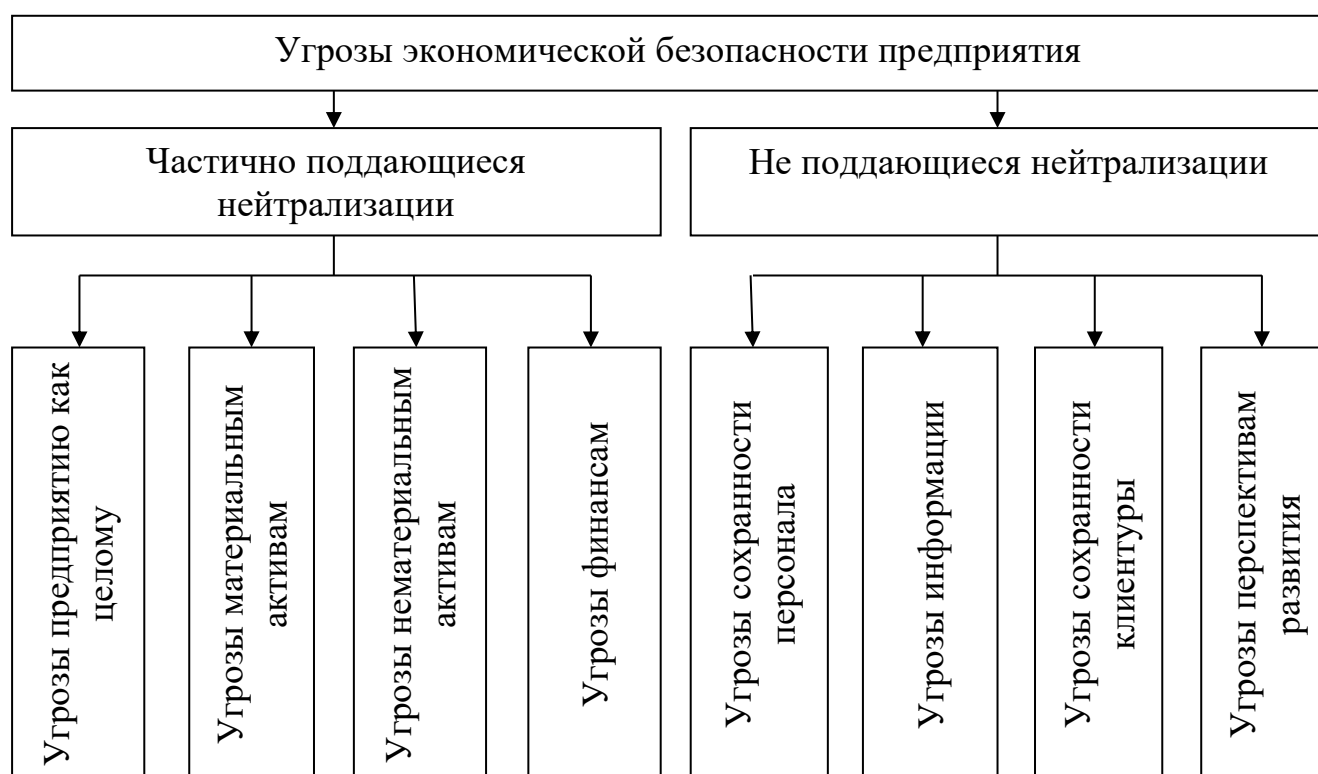 Угрозы экономической безопасности предприятия
Частично поддающиеся
нейтрализации
Не поддающиеся нейтрализации
Угрозы предприятию как
целому
Угрозы материальным
активам
Угрозы нематериальным
активам
Угрозы финансам
Угрозы сохранности
персонала
Угрозы информации
Угрозы сохранности
клиентуры
Угрозы перспективам
развития